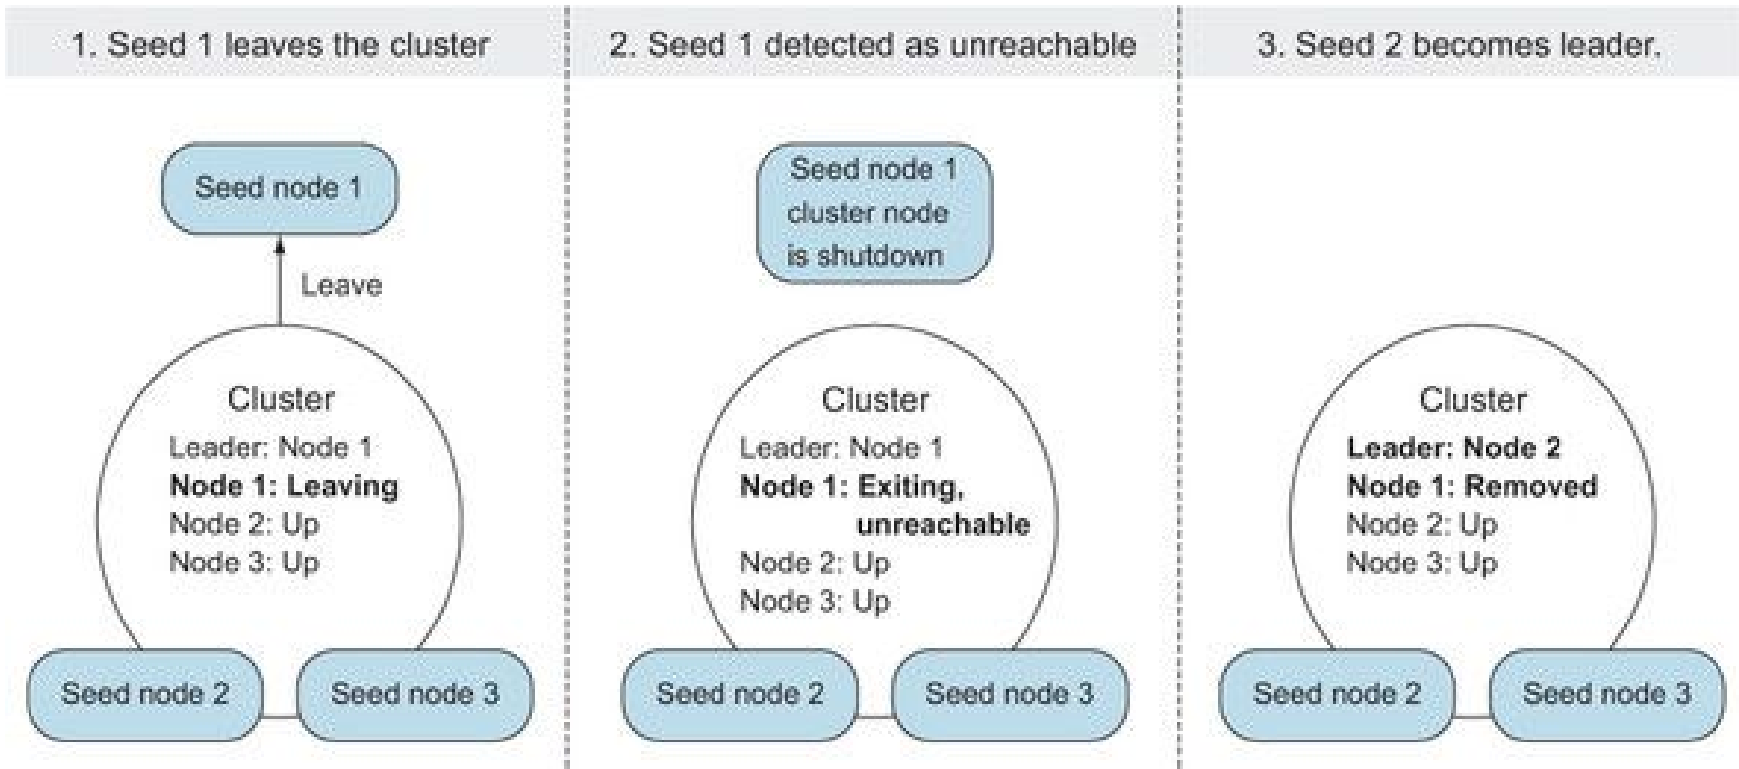 1. Seed 1 leaves the cluster
Seed node 1
Leave
Cluster
Leader: Node 1
Node 1: Leaving
Node 2: Up
Node 3: Up
Seed node 2
Seed node 3
2. Seed 1 detected as unreachable
Seed node 1
cluster node
is shutdown
Cluster
Leader: Node 1
Node 1: Exiting,
unreachable
Node 2: Up
Node 3: Up
Seed node 2
Seed node 3
3. Seed 2 becomes leader.
Cluster
Leader: Node 2
Node 1: Removed
Node 2: Up
Node 3: Up
Seed node 2
Seed node 3